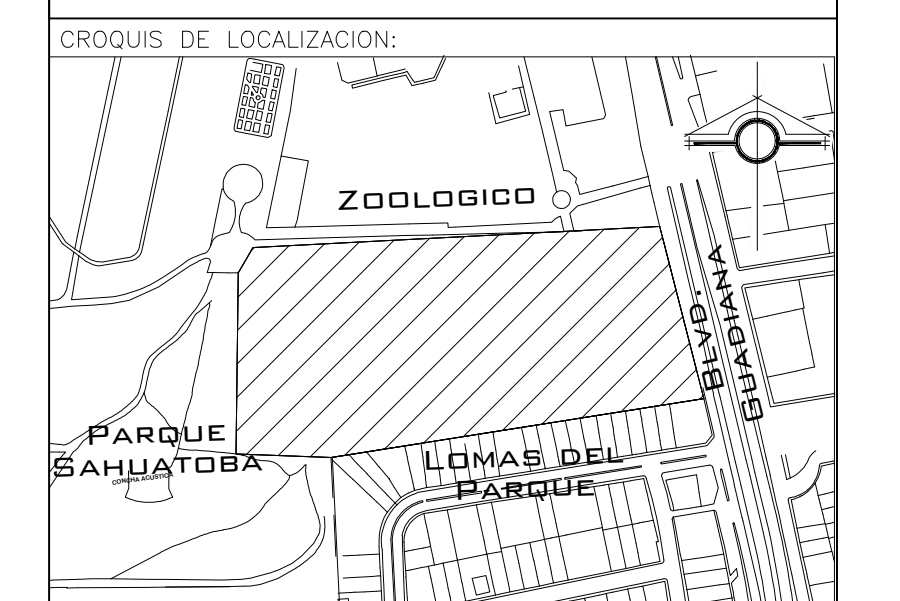 CROQUIS DE LOCALIZACION:
ZOOLOGICO
BLVD.
GUADIANA
PARQUE
SAHUATOBA
CONCHA ACUSTICA
LOMAS DEL
PARQUE